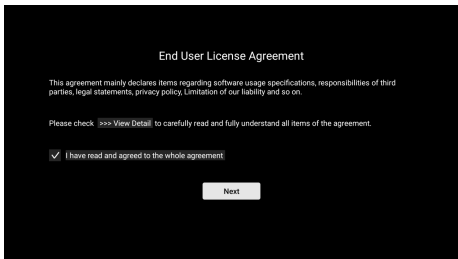 End User License Agreement
This agreement mainly declares items regarding software usage specifications, responsibilities of third
parties, legal statements, privacy policy, Limitation of our liability and so on.
Please check >>> View Detail to carefully read and fully understand all items of the agreement.
I have read and agreed to the whole agreement
Next